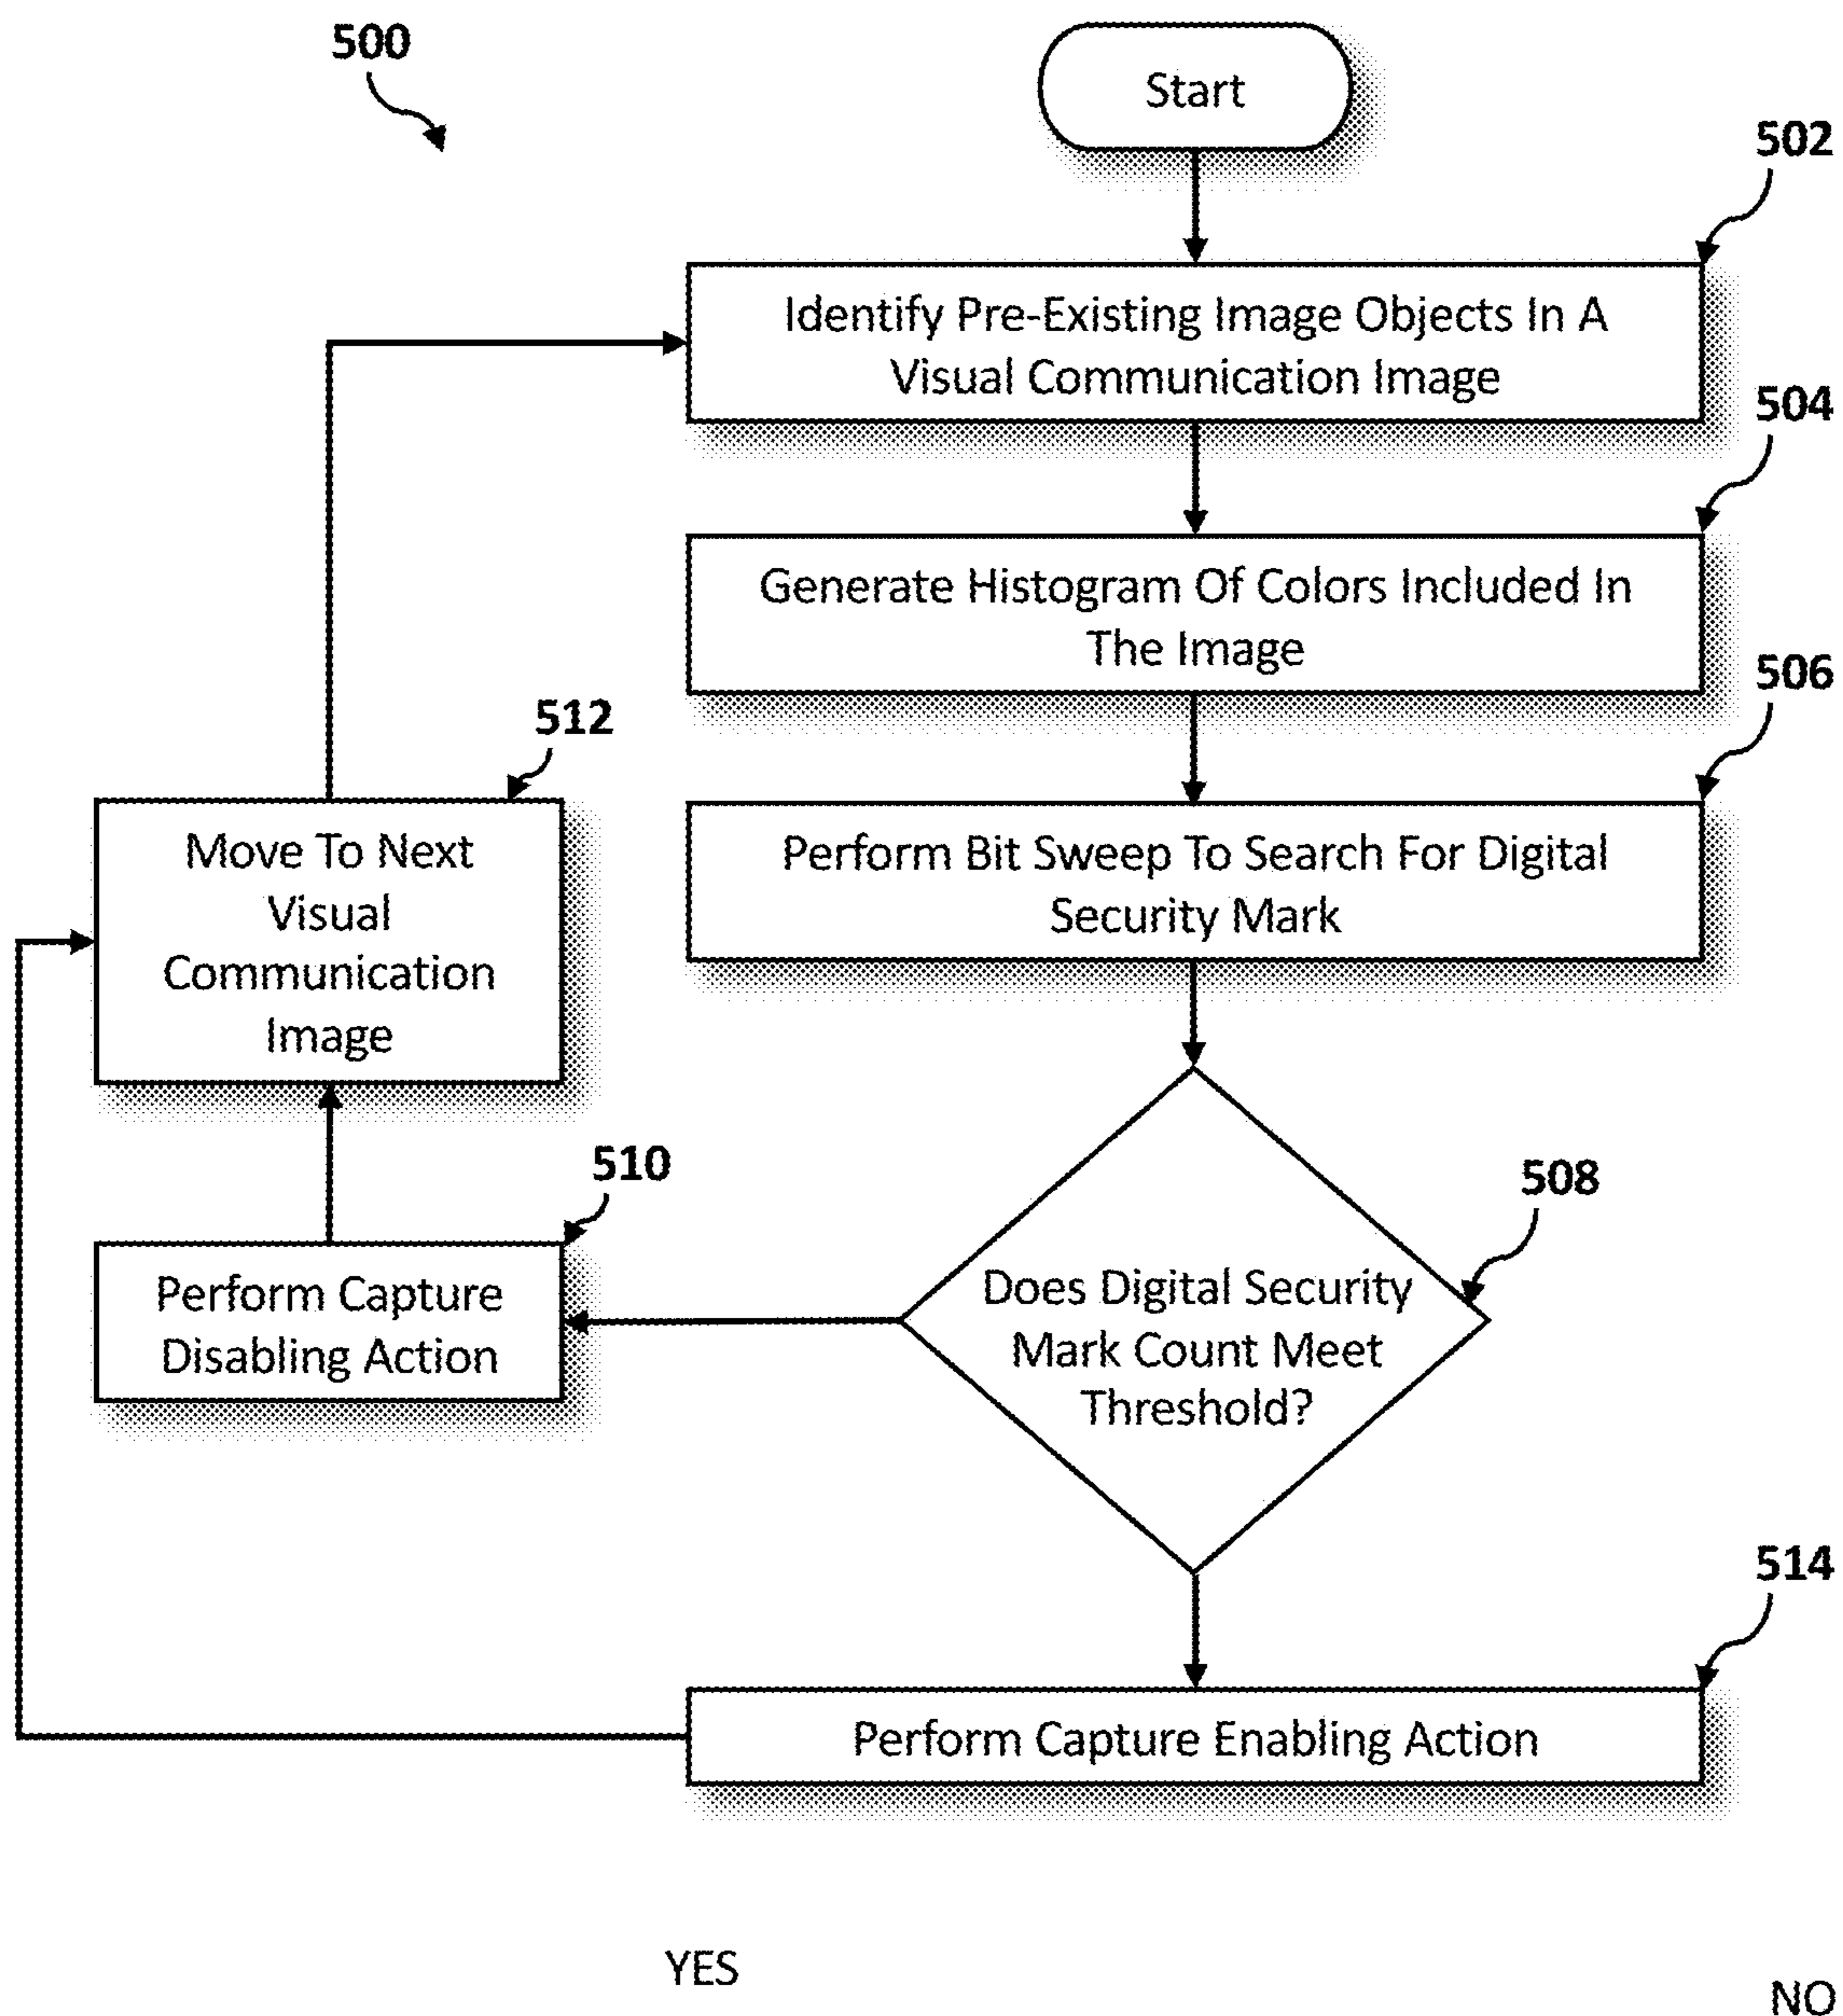 500
Start
502
Identify Pre-Existing Image Objects In A
Visual Communication Image
504
Generate Histogram Of Colors Included In
The Image
506
512
Move To Next
Visual
Communication
Image
Perform Bit Sweep To Search For Digital
Security Mark
510
Perform Capture
Disabling Action
508
Does Digital Security
Mark Count Meet
Threshold?
514
Perform Capture Enabling Action
YES
NO